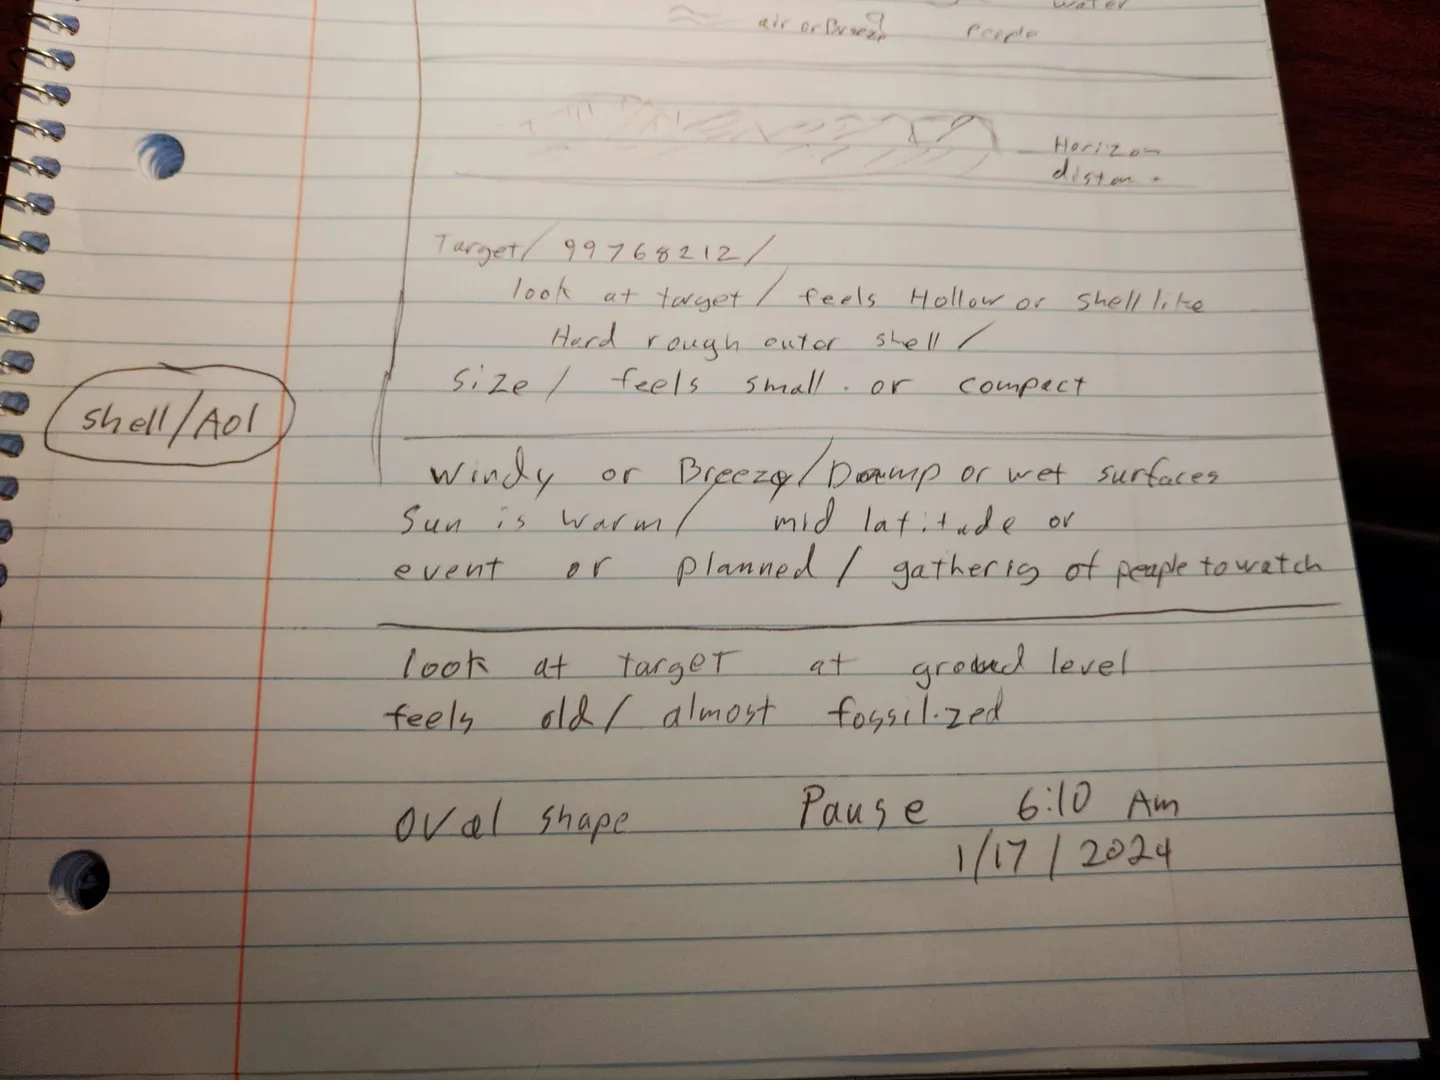 water
air or Breeze people
Horizon
distan
Target/ 99768212/
look at target / feels Hollow or shell like
Hard rough outer shell /
size / feels small. or compact
shell/AOl
windy or Breezy/Damp or wet surfaces
Sun is warm/ mid latitude or
event or planned / gatherig of people to watch
look at target at ground level
feels old/ almost fossilized
oval shape Pause 6:10 Am
1/17/2024